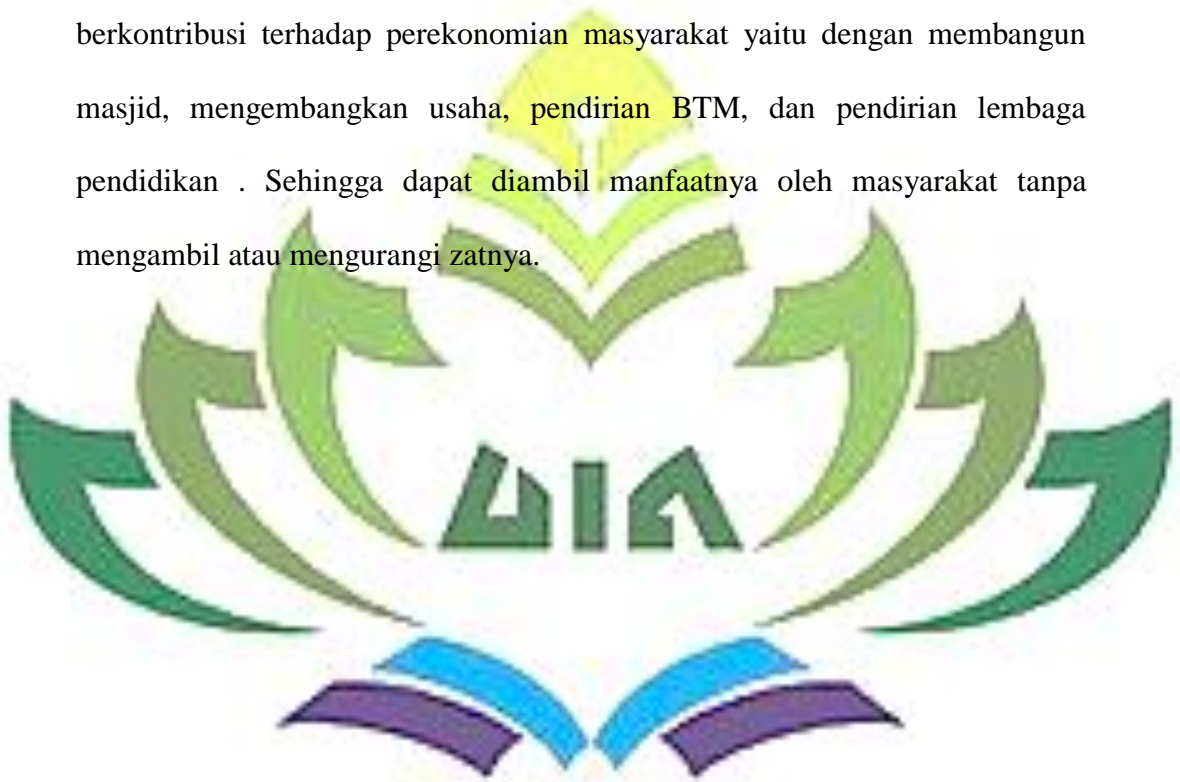 berkontribusi terhadap perekonomian masyarakat yaitu dengan membangun
masjid, mengembangkan usaha, pendirian BTM, dan pendirian lembaga
pendidikan . Sehingga dapat diambil manfaatnya oleh masyarakat tanpa
mengambil atau mengurangi zatnya.
UIN